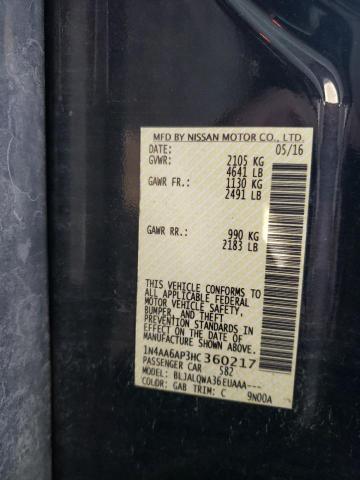 MFD BY NISSAN MOTOR CO., LTD.
DATE: 05/16
GVWR: 2105 KG
4641 LB
GAWR FR.: 1130 KG
2491 LB
GAWR RR.: 990 KG
2183 LB
THIS VEHICLE CONFORMS TO
ALL APPLICABLE FEDERAL
MOTOR VEHICLE SAFETY,
BUMPER, AND THEFT
PREVENTION STANDARDS IN
EFFECT ON THE DATE OF
MANUFACTURE SHOWN ABOVE.
1N4AA6AP3HC360217
PASSENGER CAR 582
MODEL: BLJALQWA36EUAAA---
COLOR: GAB TRIM: C 9N00A